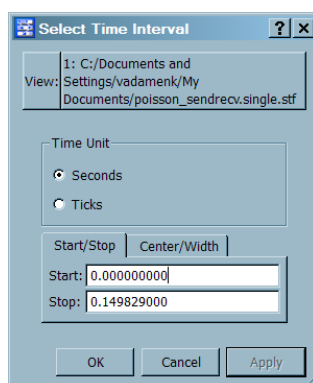 Select Time Interval ? x
1: C:/Documents and
View: Settings/vadamenk/My
Documents/poisson_sendrecv.single.stf
Time Unit
Seconds
Ticks
Start/Stop Center/Width
Start: 0.000000000
Stop: 0.149829000
OK Cancel Apply